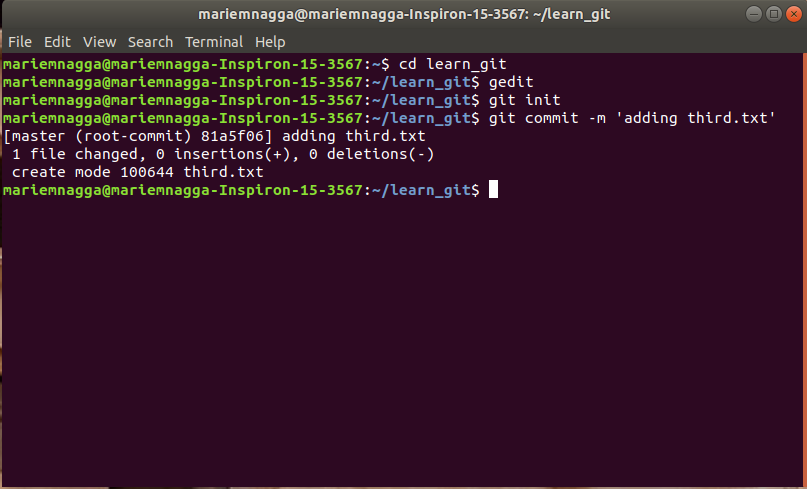 mariemnagga@mariemnagga-Inspiron-15-3567: ~/learn_git
File Edit View Search Terminal Help
mariemnagga@mariemnagga-Inspiron-15-3567:~$ cd learn_git
mariemnagga@mariemnagga-Inspiron-15-3567:~/learn_git$ gedit
mariemnagga@mariemnagga-Inspiron-15-3567:~/learn_git$ git init
mariemnagga@mariemnagga-Inspiron-15-3567:~/learn_git$ git commit -m 'adding third.txt'
[master (root-commit) 81a5f06] adding third.txt
 1 file changed, 0 insertions(+), 0 deletions(-)
 create mode 100644 third.txt
mariemnagga@mariemnagga-Inspiron-15-3567:~/learn_git$